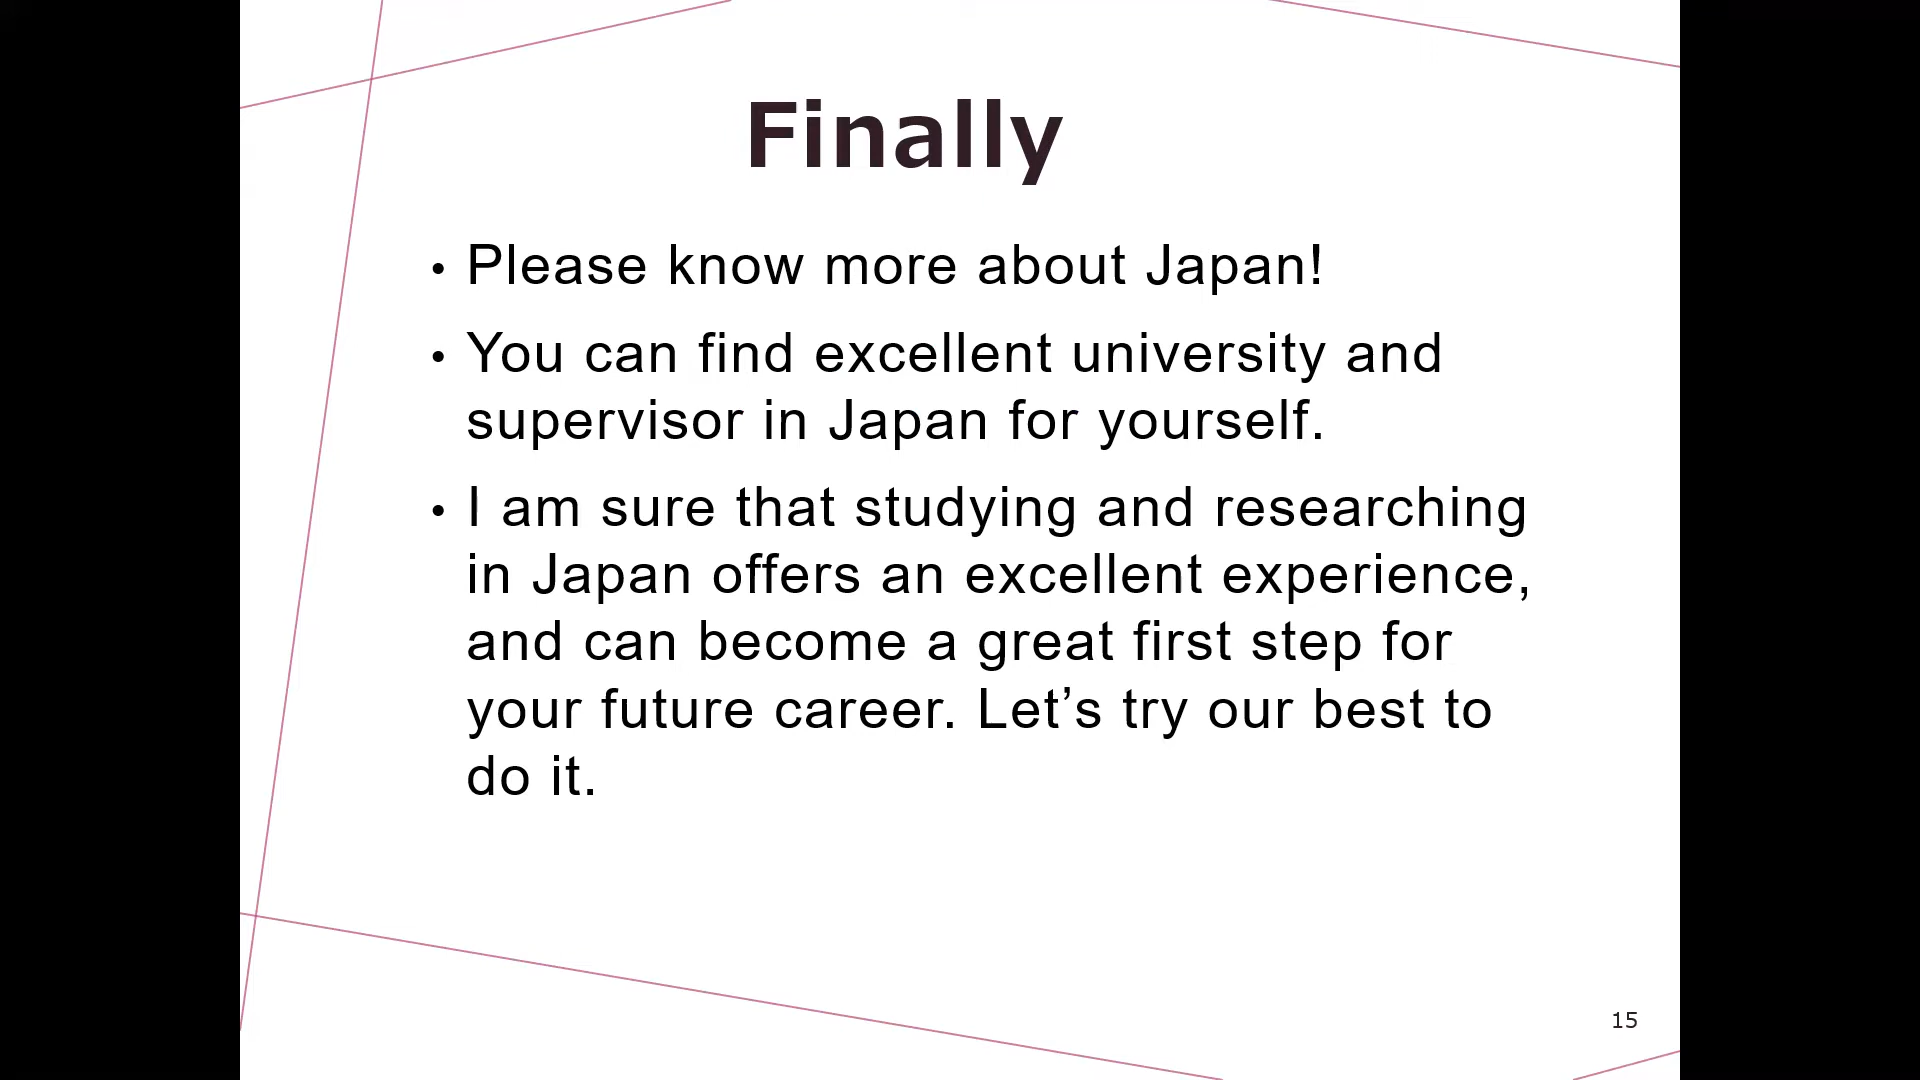 Finally
• Please know more about Japan!
• You can find excellent university and
supervisor in Japan for yourself.
• I am sure that studying and researching
in Japan offers an excellent experience,
and can become a great first step for
your future career. Let’s try our best to
do it.
15